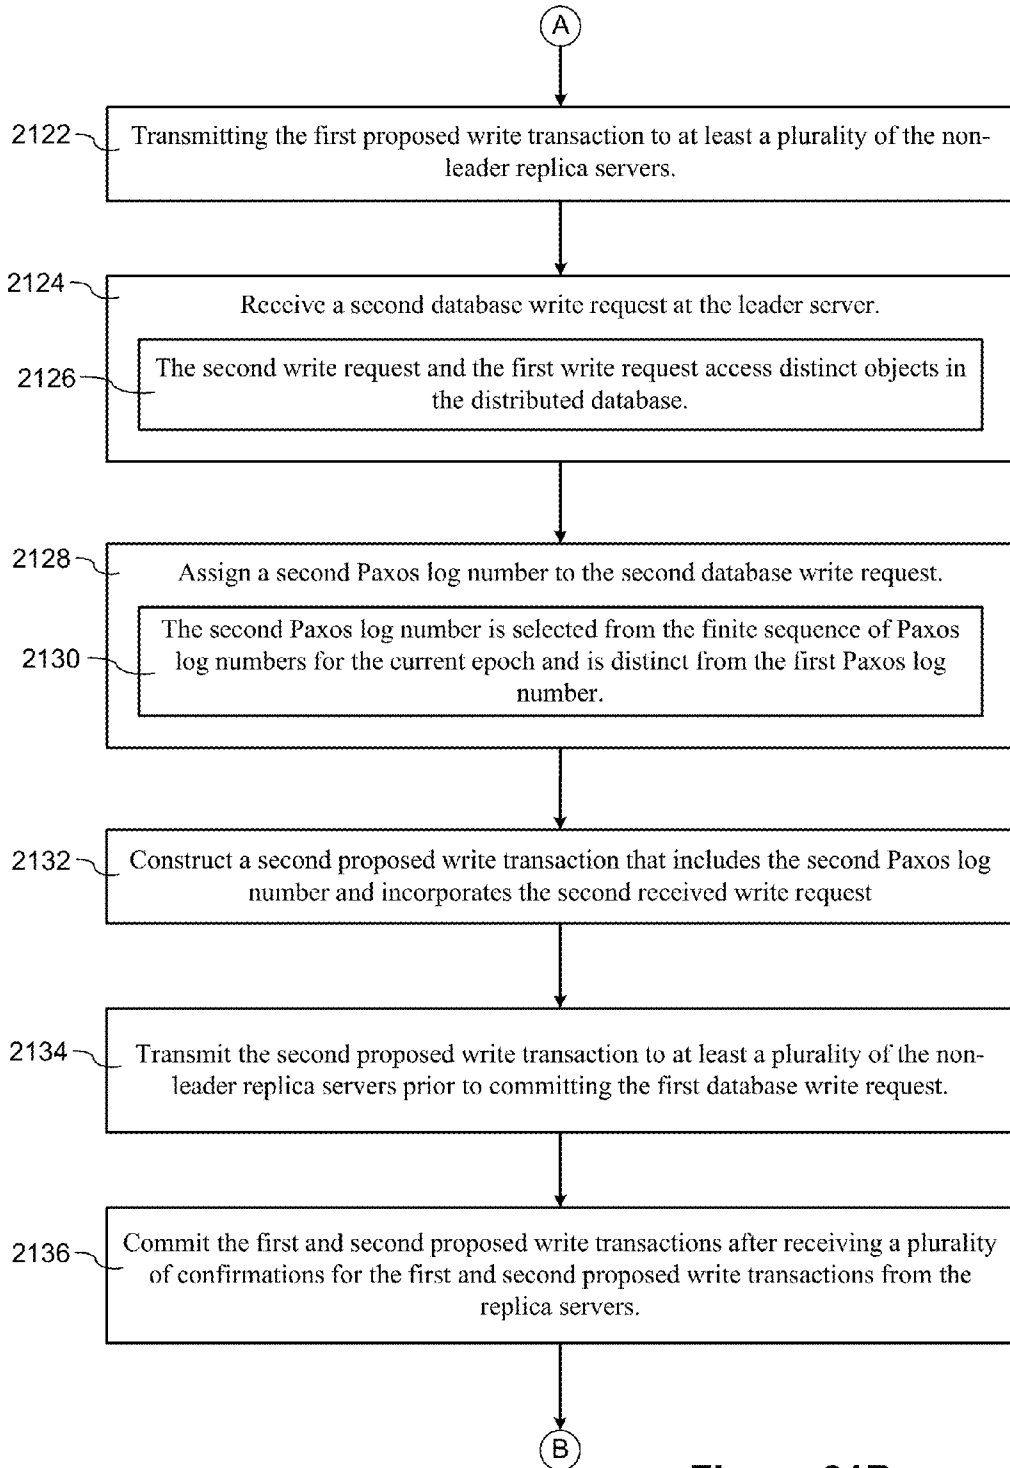 A
2122
Transmitting the first proposed write transaction to at least a plurality of the non-
leader replica servers.
2124
Receive a second database write request at the leader server.
2126
The second write request and the first write request access distinct objects in
the distributed database.
2128
Assign a second Paxos log number to the second database write request.
2130
The second Paxos log number is selected from the finite sequence of Paxos
log numbers for the current epoch and is distinct from the first Paxos log
number.
2132
Construct a second proposed write transaction that includes the second Paxos log
number and incorporates the second received write request
2134
Transmit the second proposed write transaction to at least a plurality of the non-
leader replica servers prior to committing the first database write request.
2136
Commit the first and second proposed write transactions after receiving a plurality
of confirmations for the first and second proposed write transactions from the
replica servers.
B